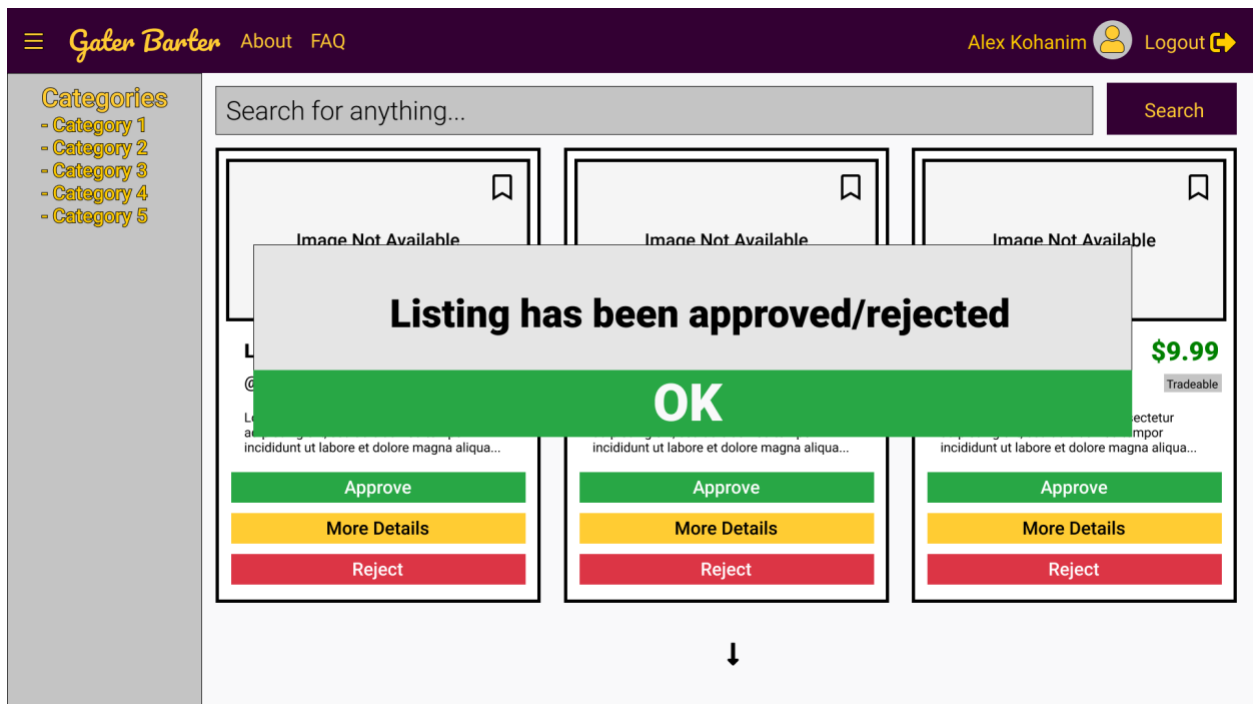 Gater Barter About FAQ Alex Kohanim Logout
Categories
- Category 1
- Category 2
- Category 3
- Category 4
- Category 5
Search for anything... Search
Image Not Available Image Not Available Image Not Available
Listing has been approved/rejected
OK
$9.99
Tradeable
incididunt ut labore et dolore magna aliqua... incididunt ut labore et dolore magna aliqua... incididunt ut labore et dolore magna aliqua...
Approve Approve Approve
More Details More Details More Details
Reject Reject Reject